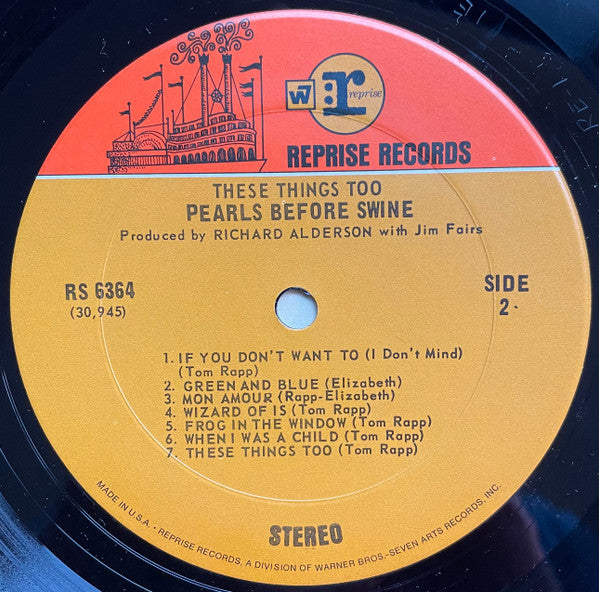 W7 r: reprise
REPRISE RECORDS
THESE THINGS TOO
PEARLS BEFORE SWINE
Produced by RICHARD ALDERSON with Jim Fairs
RS 6364
(30,945)
SIDE
2
1. IF YOU DON'T WANT TO (I Don't Mind)
(Tom Rapp)
2. GREEN AND BLUE (Elizabeth)
3. MON AMOUR (Rapp-Elizabeth)
4. WIZARD OF IS (Tom Rapp)
5. FROG IN THE WINDOW (Tom Rapp)
6. WHEN I WAS A CHILD (Tom Rapp)
7. THESE THINGS TOO (Tom Rapp)
STEREO
MADE IN U.S.A. • REPRISE RECORDS, A DIVISION OF WARNER BROS.-SEVEN ARTS RECORDS, INC.